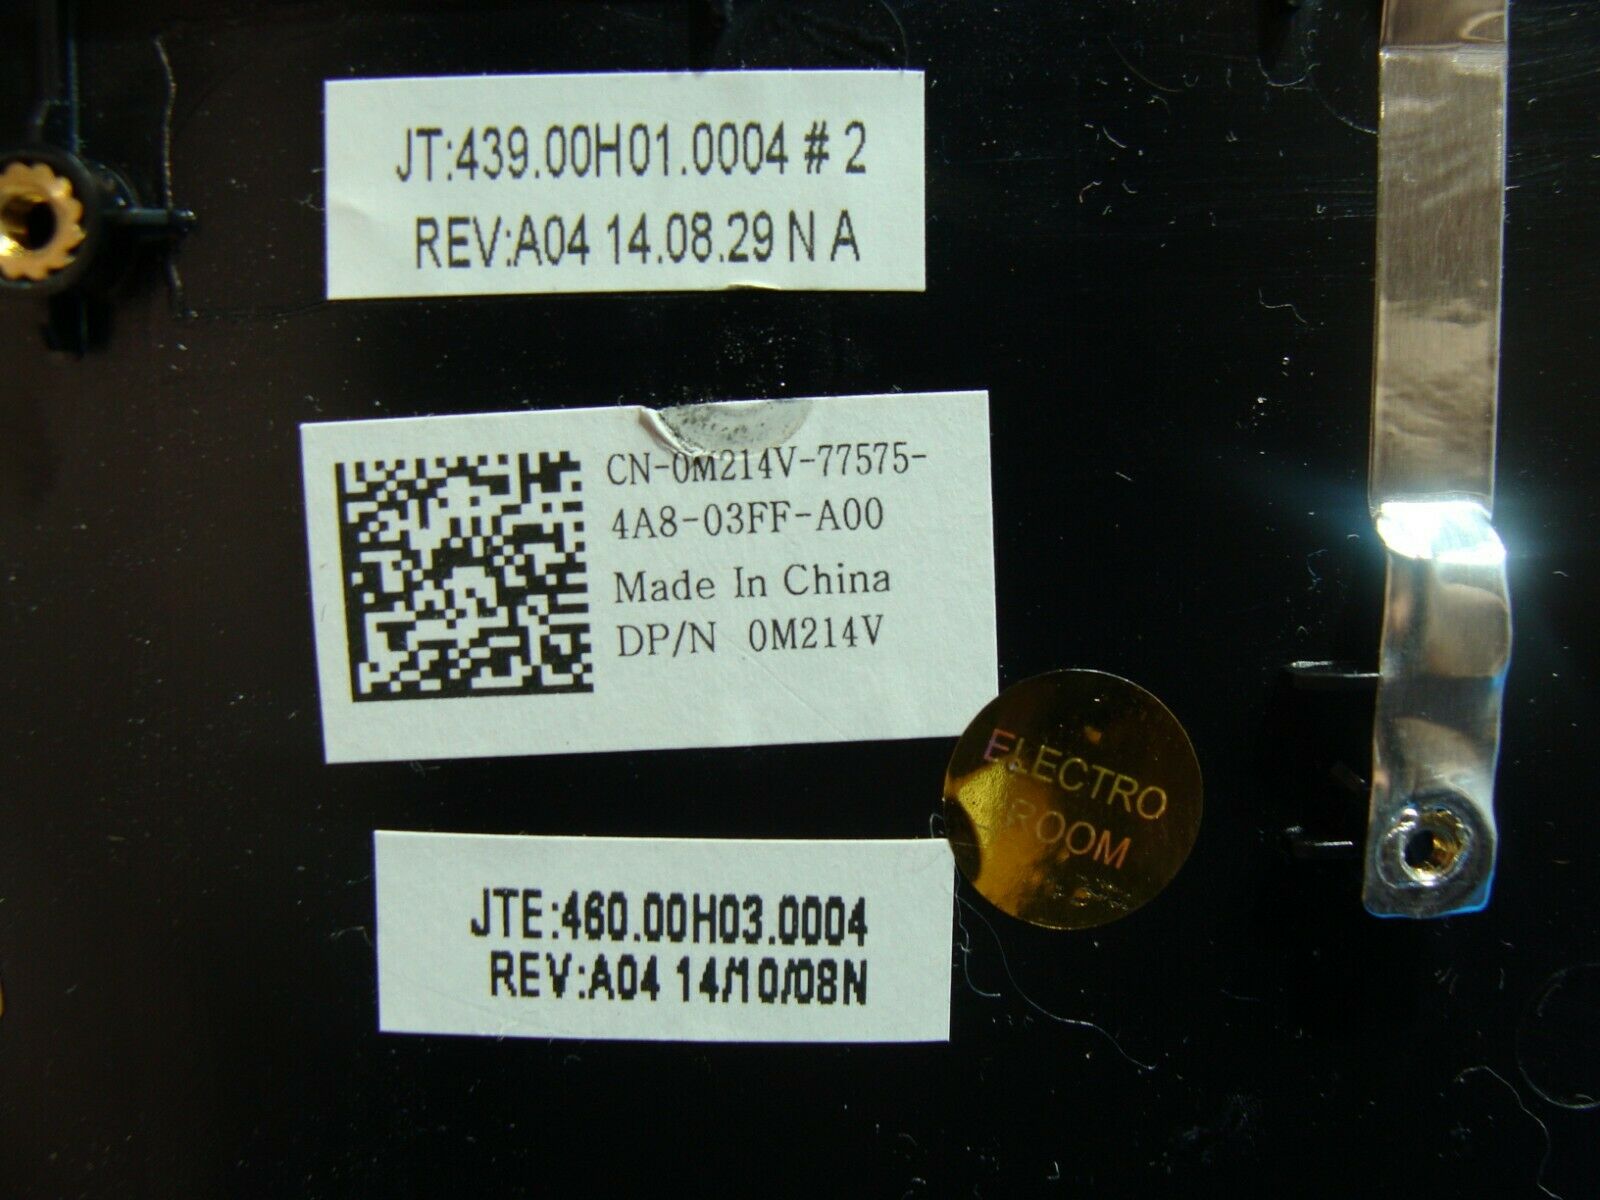 JT:439.00H01.0004 # 2
REV:A04 14.08.29 N A
CN-0M214V-77575-
4A8-03FF-A00
Made In China
DP/N 0M214V
ELECTRO
ROOM
JTE:460.00H03.0004
REV:A04 14/10/08N